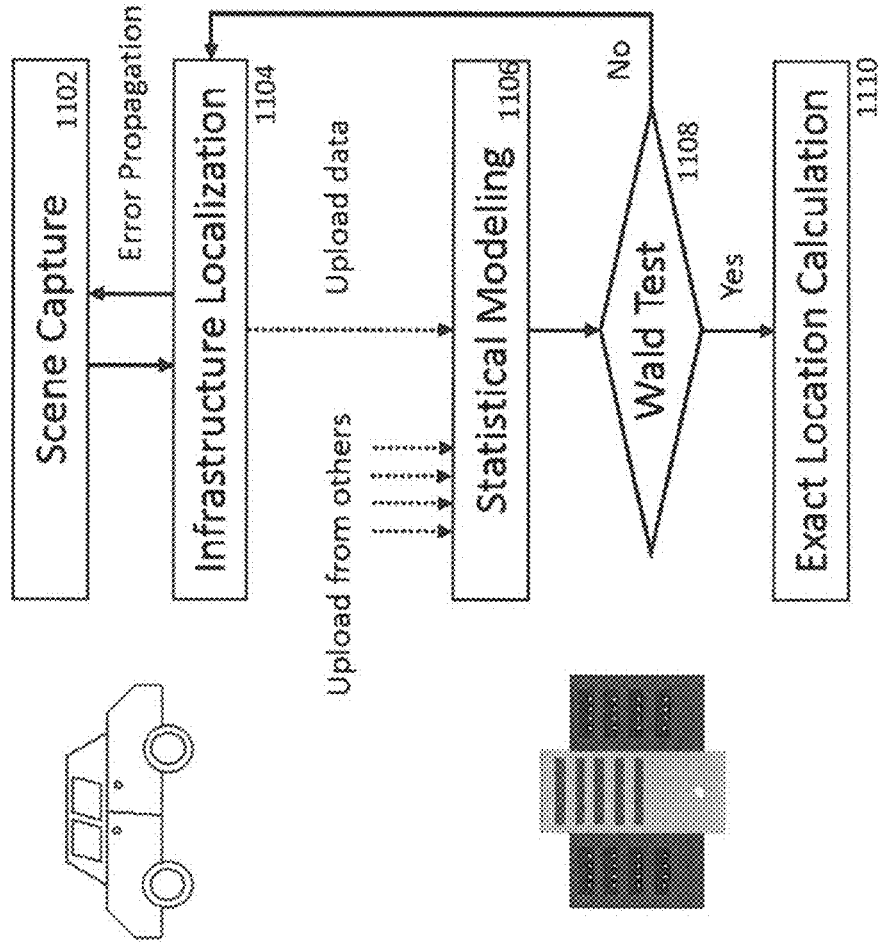 Scene Capture
1102
Error Propagation
Infrastructure Localization
1104
Upload data
Upload from others
Statistical Modeling
1106
Wald Test
1108
No
Yes
Exact Location Calculation
1110